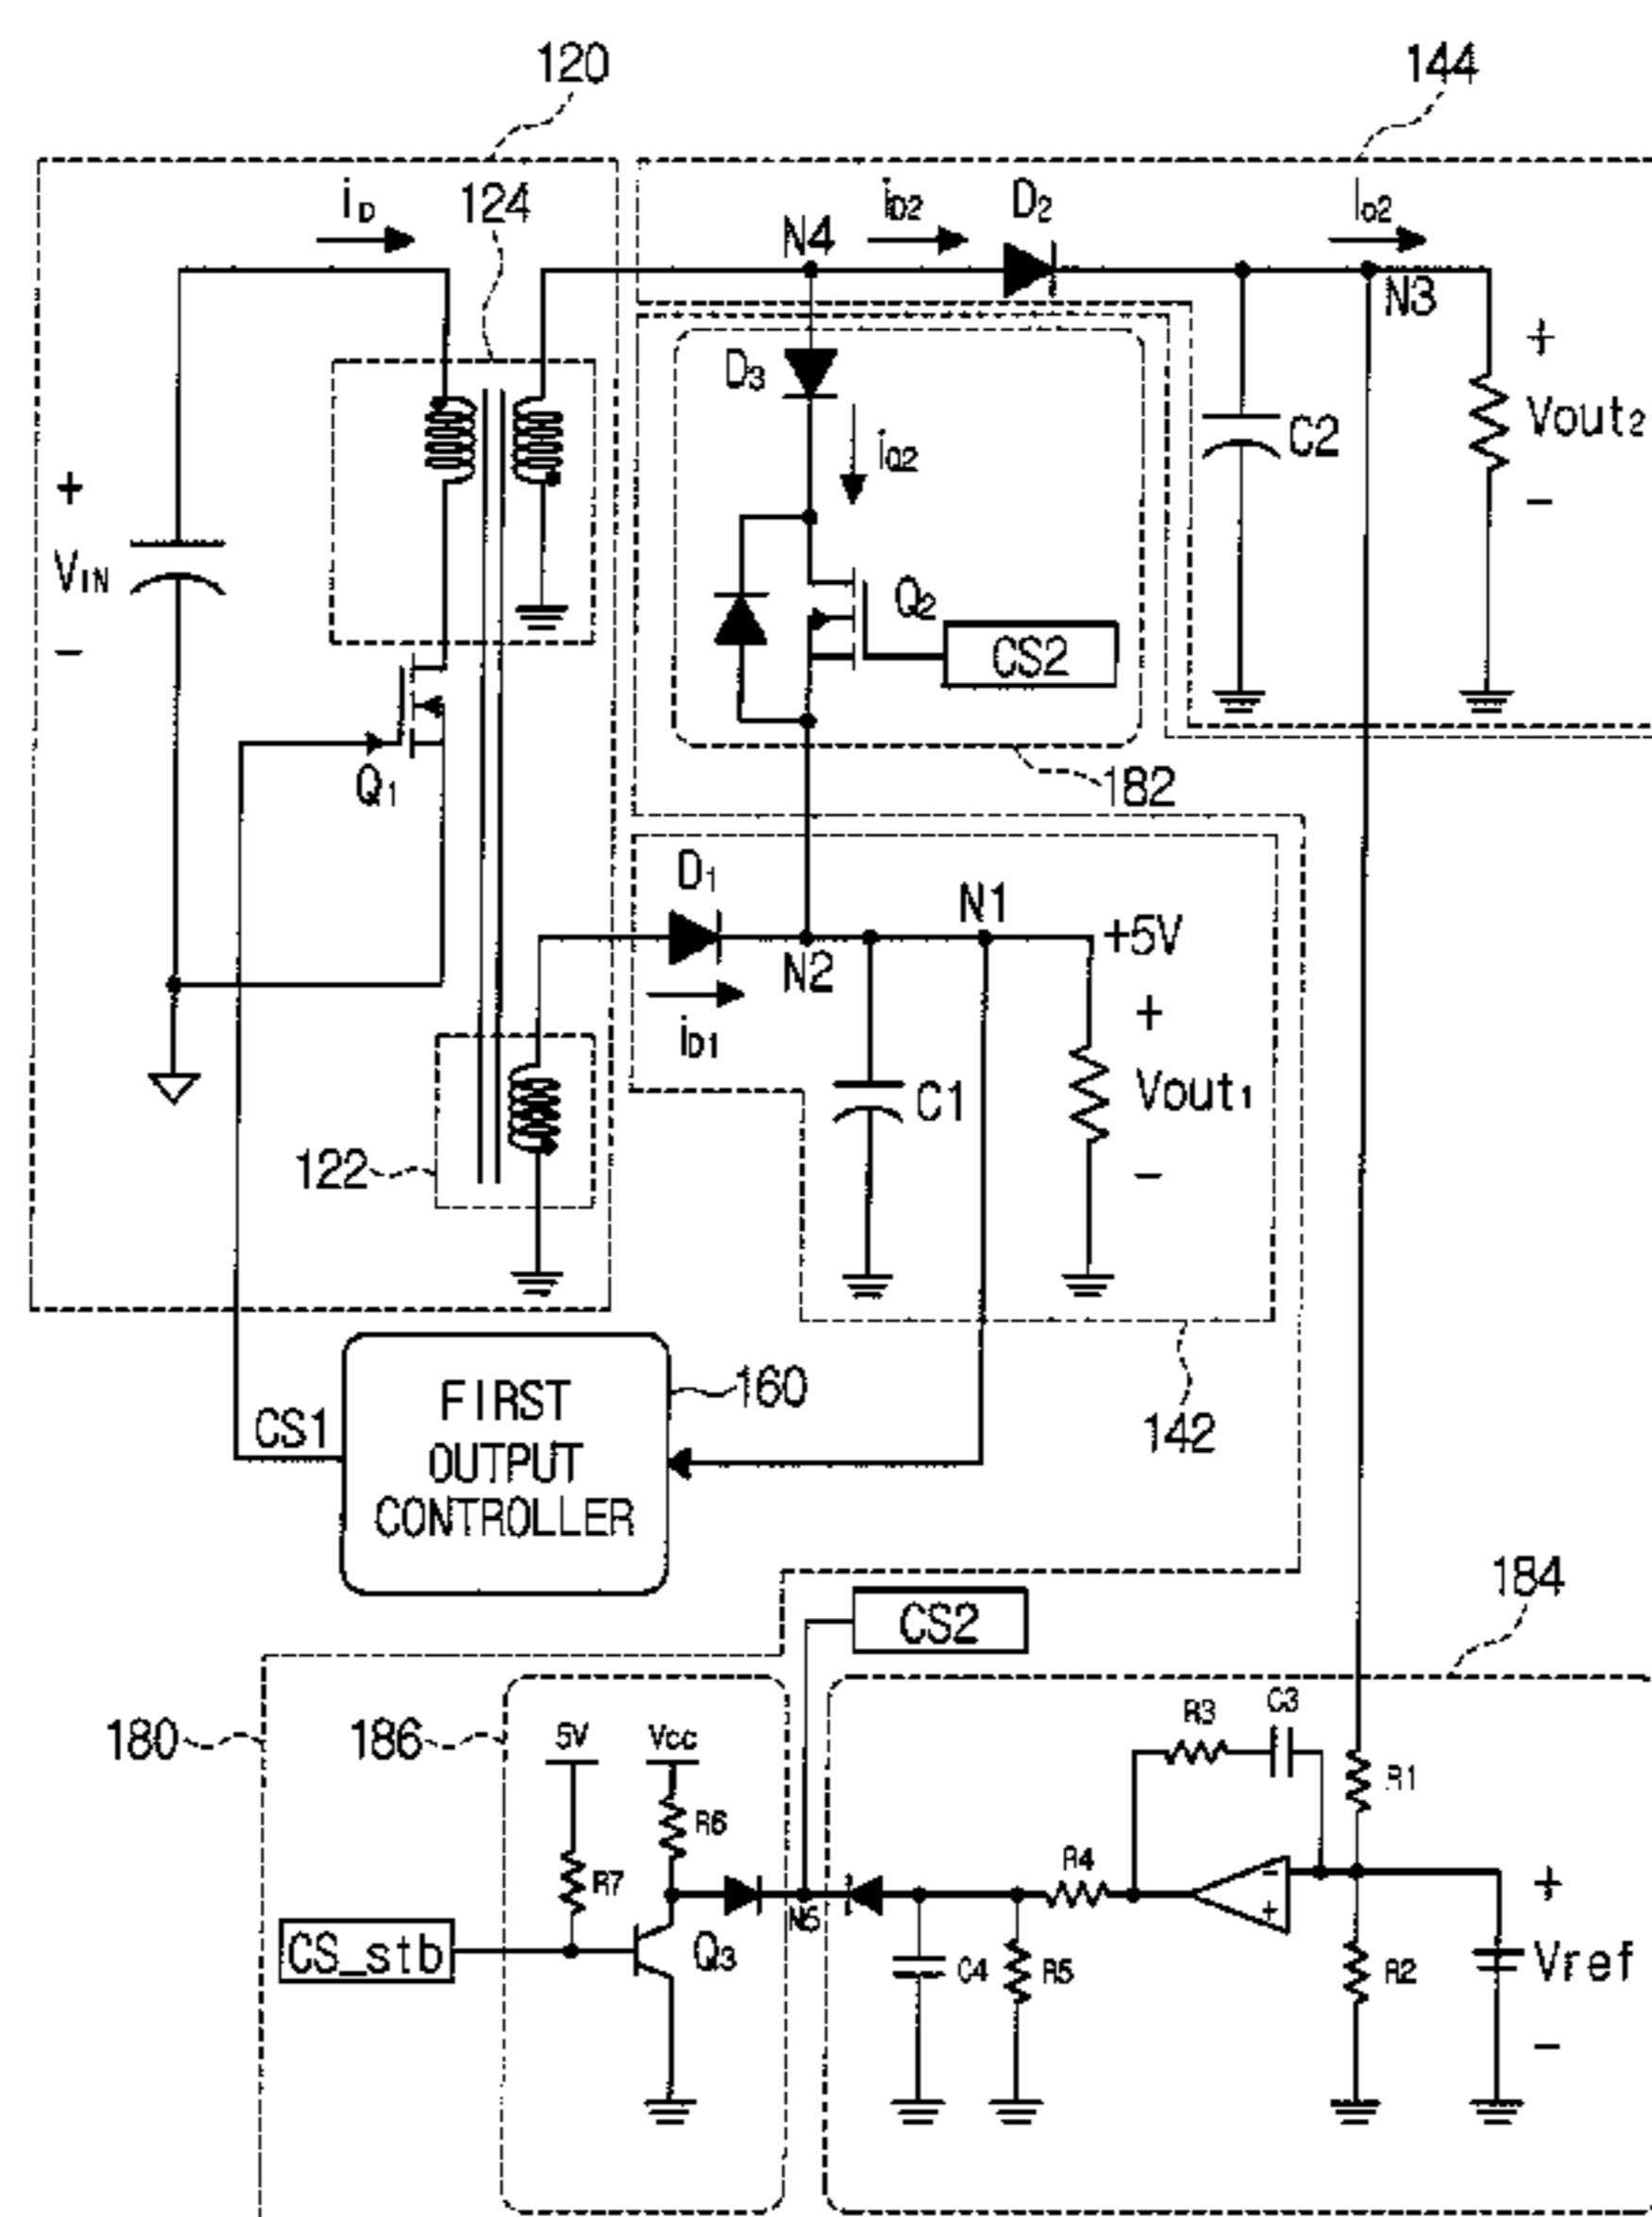 120
144
124
iD
iD2
D2
Io2
N4
N3
D3
iQ2
C2
+
Vout2
−
+
VIN
−
Q2
CS2
Q1
182
D1
N1
+5V
N2
iD1
+
Vout1
−
C1
122
160
FIRST
OUTPUT
CONTROLLER
CS1
142
CS2
184
180
186
5V
Vcc
R3
C3
R1
R6
R7
R4
−
+
+
Vref
−
N5
CS_stb
Q3
C4
R5
R2